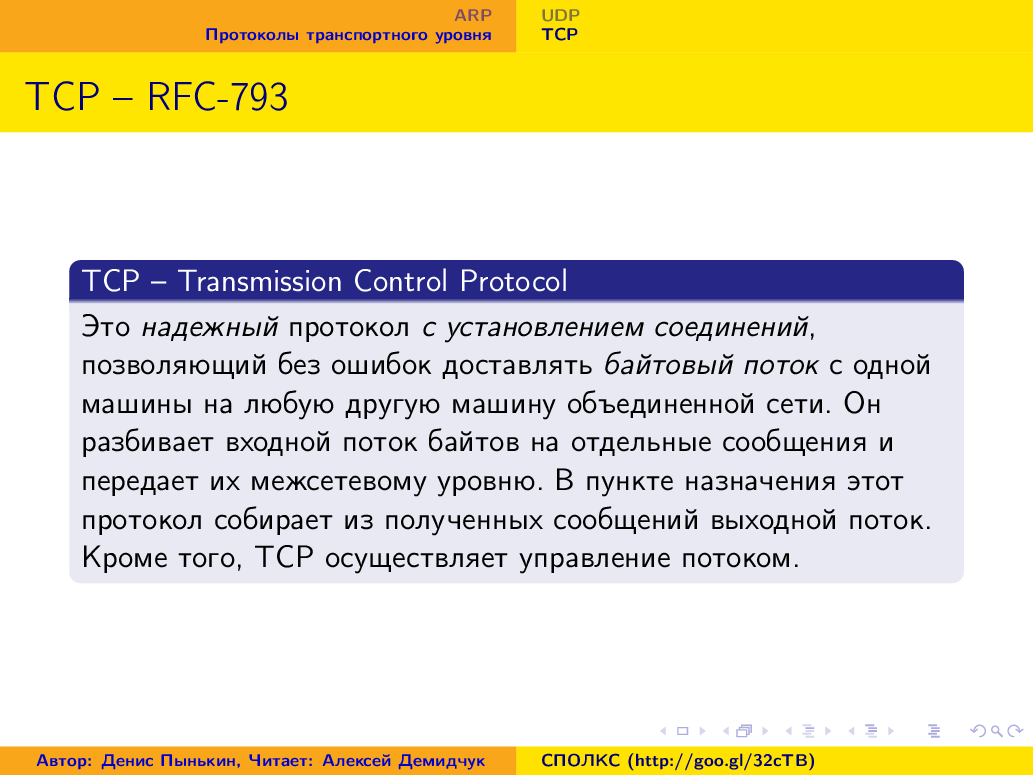 ARP
Протоколы транспортного уровня
UDP
TCP
TCP – RFC-793
TCP – Transmission Control Protocol
Это надежный протокол с установлением соединений,
позволяющий без ошибок доставлять байтовый поток с одной
машины на любую другую машину объединенной сети. Он
разбивает входной поток байтов на отдельные сообщения и
передает их межсетевому уровню. В пункте назначения этот
протокол собирает из полученных сообщений выходной поток.
Кроме того, TCP осуществляет управление потоком.
Автор: Денис Пынькин, Читает: Алексей Демидчук
СПОЛКС (http://goo.gl/32cTB)